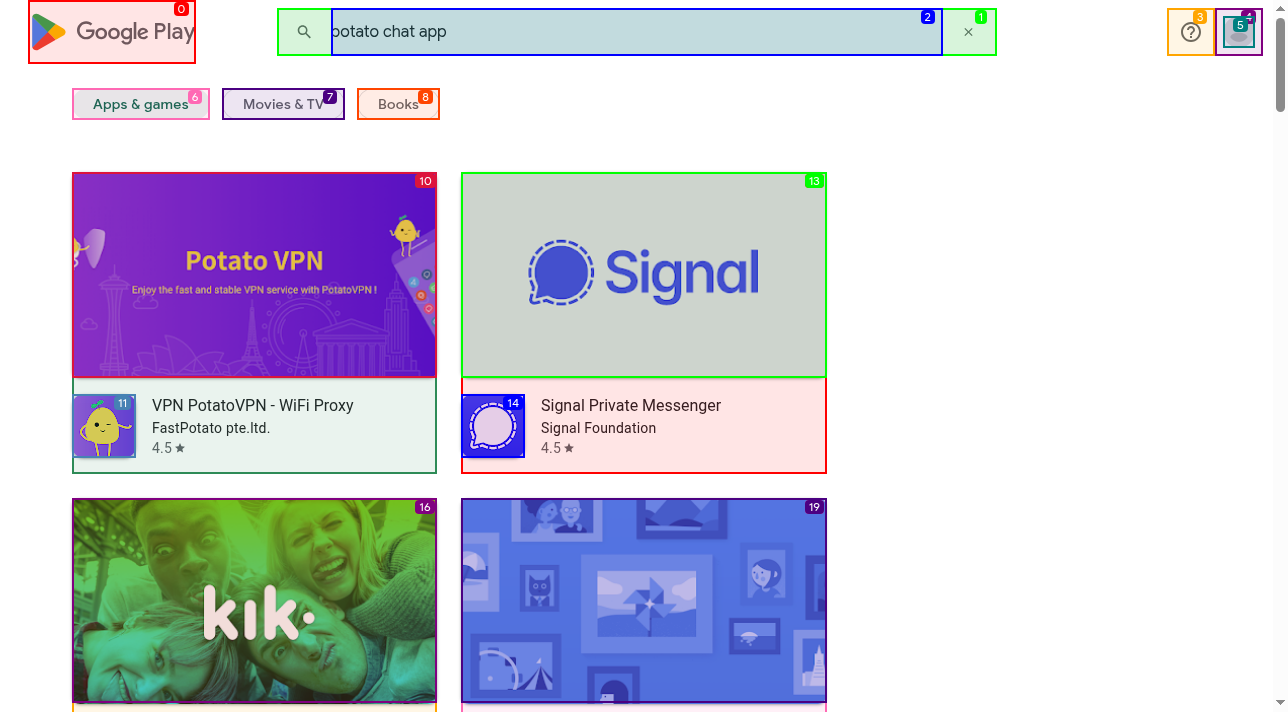 0
Google Play
potato chat app
2
1
×
3
4
5
Apps & games
6
Movies & TV
7
Books
8
10
Potato VPN
Enjoy the fast and stable VPN service with PotatoVPN !
13
Signal
11
VPN PotatoVPN - WiFi Proxy
FastPotato pte.ltd.
4.5 ★
14
Signal Private Messenger
Signal Foundation
4.5 ★
16
kik.
19